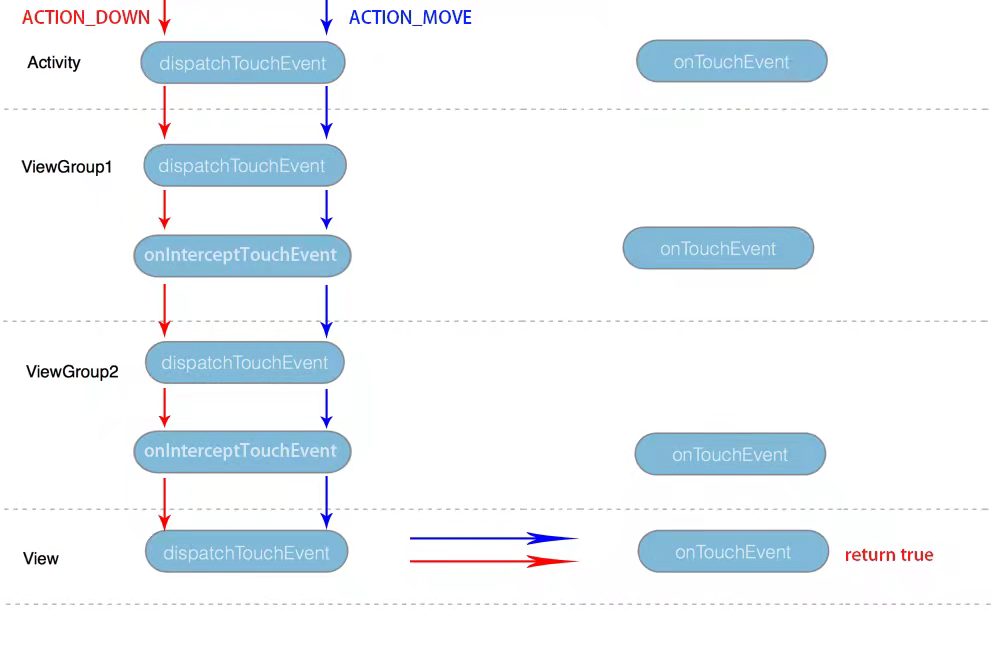 ACTION_DOWN
ACTION_MOVE
Activity
dispatchTouchEvent
onTouchEvent
ViewGroup1
dispatchTouchEvent
onInterceptTouchEvent
onTouchEvent
ViewGroup2
dispatchTouchEvent
onInterceptTouchEvent
onTouchEvent
View
dispatchTouchEvent
onTouchEvent
return true